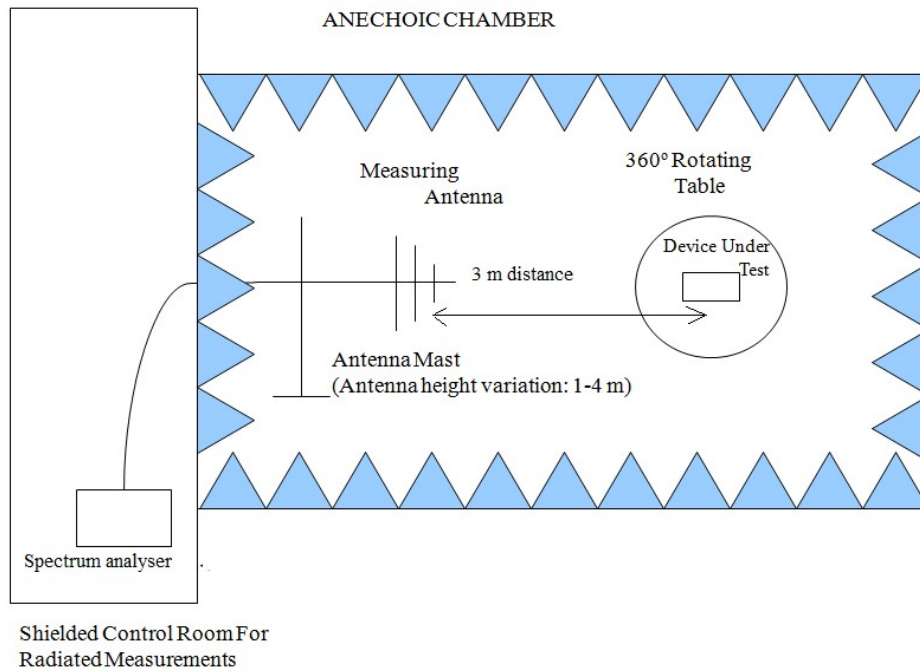 ANECHOIC CHAMBER
Measuring
Antenna
360º Rotating
Table
Device Under
Test
3 m distance
Antenna Mast
(Antenna height variation: 1-4 m)
Spectrum analyser
Shielded Control Room For
Radiated Measurements